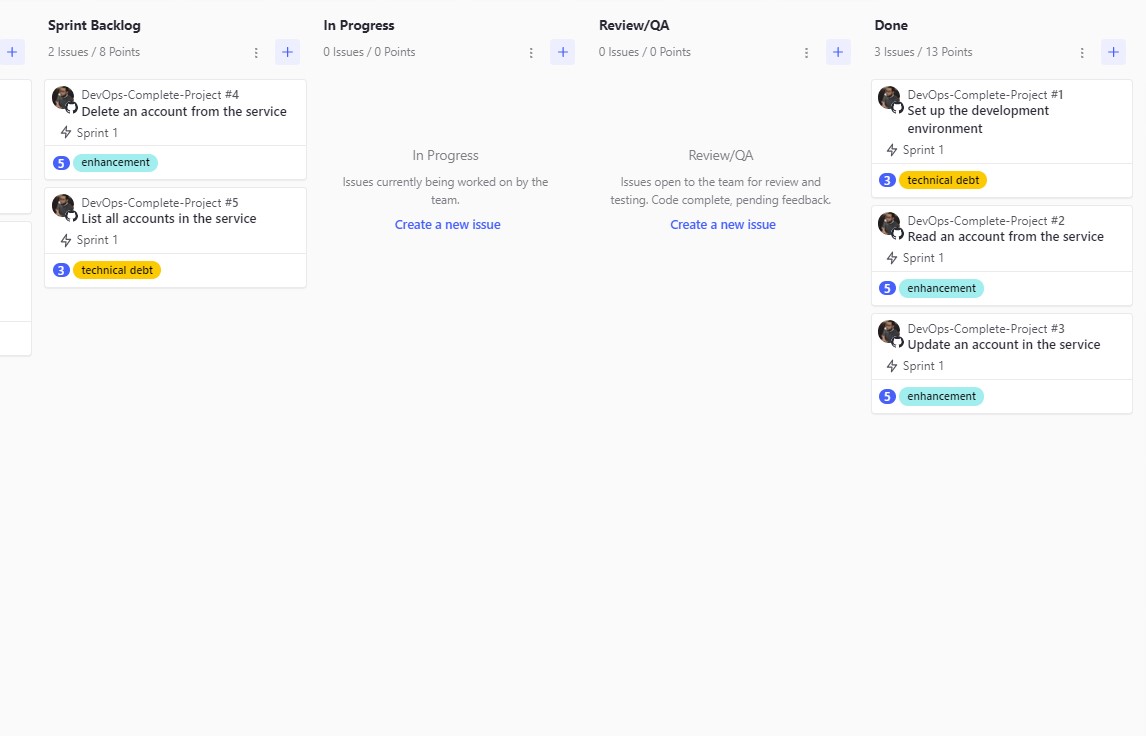 Sprint Backlog
2 Issues / 8 Points
DevOps-Complete-Project #4
Delete an account from the service
Sprint 1
5 enhancement
DevOps-Complete-Project #5
List all accounts in the service
Sprint 1
3 technical debt
In Progress
0 Issues / 0 Points
In Progress
Issues currently being worked on by the
team.
Create a new issue
Review/QA
0 Issues / 0 Points
Review/QA
Issues open to the team for review and
testing. Code complete, pending feedback.
Create a new issue
Done
3 Issues / 13 Points
DevOps-Complete-Project #1
Set up the development
environment
Sprint 1
3 technical debt
DevOps-Complete-Project #2
Read an account from the service
Sprint 1
5 enhancement
DevOps-Complete-Project #3
Update an account in the service
Sprint 1
5 enhancement